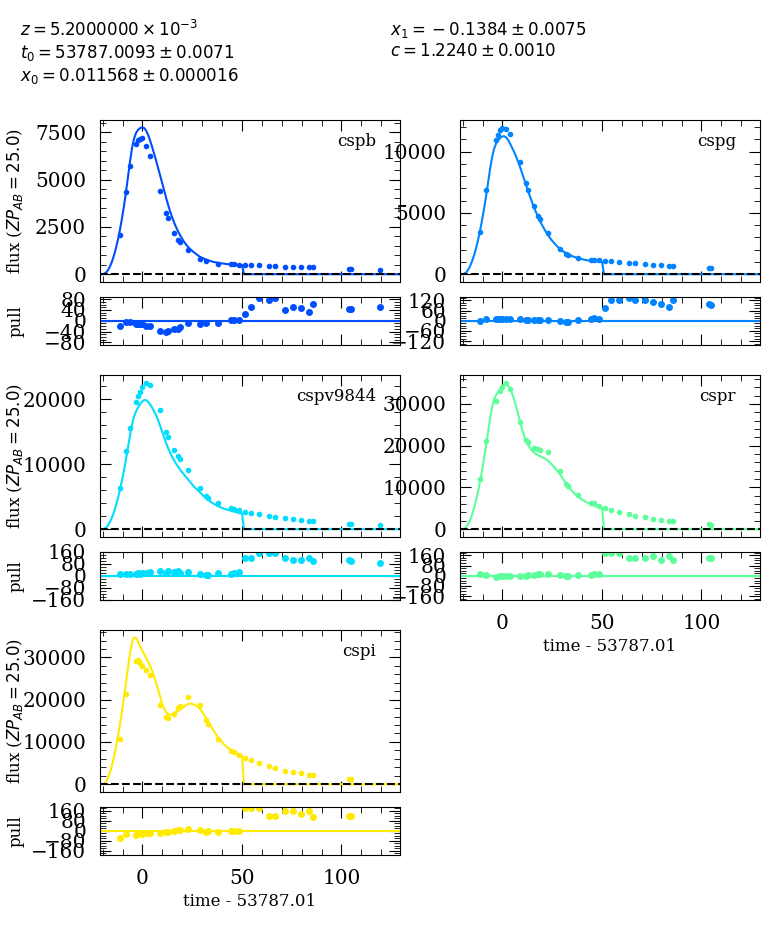 z = 5.2000000 × 10⁻³
t₀ = 53787.0093 ± 0.0071
x₀ = 0.011568 ± 0.000016
x₁ = −0.1384 ± 0.0075
c = 1.2240 ± 0.0010
cspb
7500
5000
2500
0
flux (ZP_AB = 25.0)
80
40
0
−40
−80
pull
cspg
10000
5000
0
120
60
0
−60
−120
cspv9844
20000
10000
0
flux (ZP_AB = 25.0)
160
80
0
−80
−160
pull
cspr
30000
20000
10000
0
160
80
0
−80
−160
0 50 100
time - 53787.01
cspi
30000
20000
10000
0
flux (ZP_AB = 25.0)
160
80
0
−80
−160
pull
0 50 100
time - 53787.01